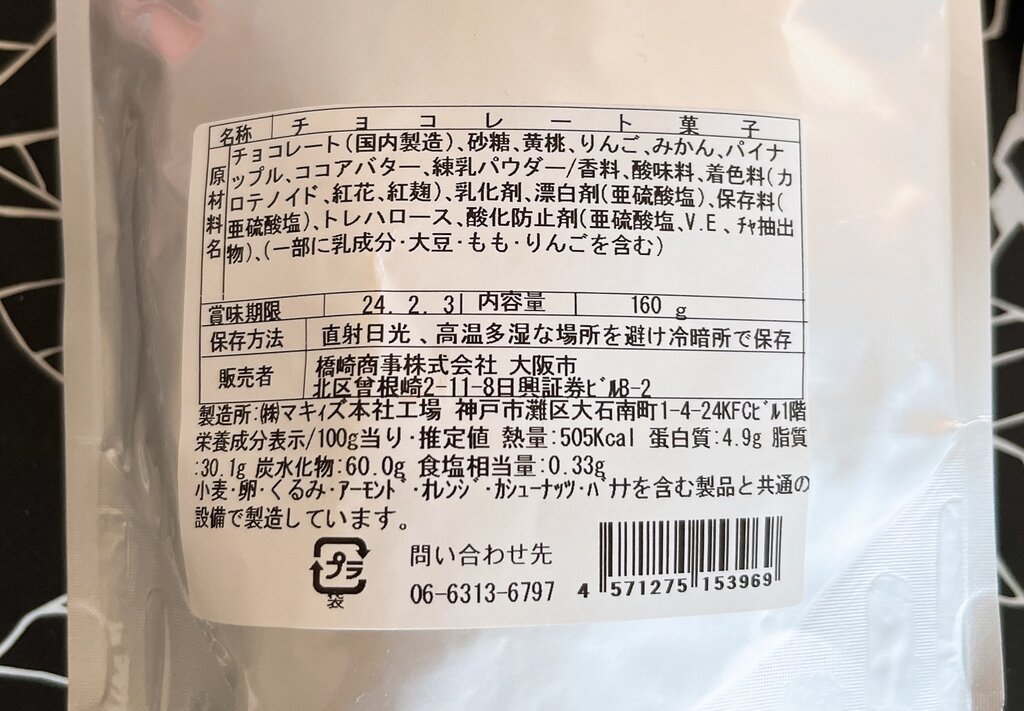 名称 チョコレート菓子
原材料名 チョコレート(国内製造)、砂糖、黄桃、りんご、みかん、パイナ
ップル、ココアバター、練乳パウダー/香料、酸味料、着色料(カ
ロテノイド、紅花、紅麹)、乳化剤、漂白剤(亜硫酸塩)、保存料(
亜硫酸塩)、トレハロース、酸化防止剤(亜硫酸塩、V.E、チャ抽出
物)、(一部に乳成分・大豆・もも・りんごを含む)
賞味期限 24. 2. 3 内容量 160 g
保存方法 直射日光、高温多湿な場所を避け冷暗所で保存
販売者 橋崎商事株式会社 大阪市
北区曾根崎2-11-8日興証券ビルB-2
製造所:㈱マキィズ本社工場 神戸市灘区大石南町1-4-24KFCビル1階
栄養成分表示/100g当り・推定値 熱量:505Kcal 蛋白質:4.9g 脂質
:30.1g 炭水化物:60.0g 食塩相当量:0.33g
小麦・卵・くるみ・アーモンド・オレンジ・カシューナッツ・バナナを含む製品と共通の
設備で製造しています。
プラ
袋
問い合わせ先
06-6313-6797
4 571275 153969